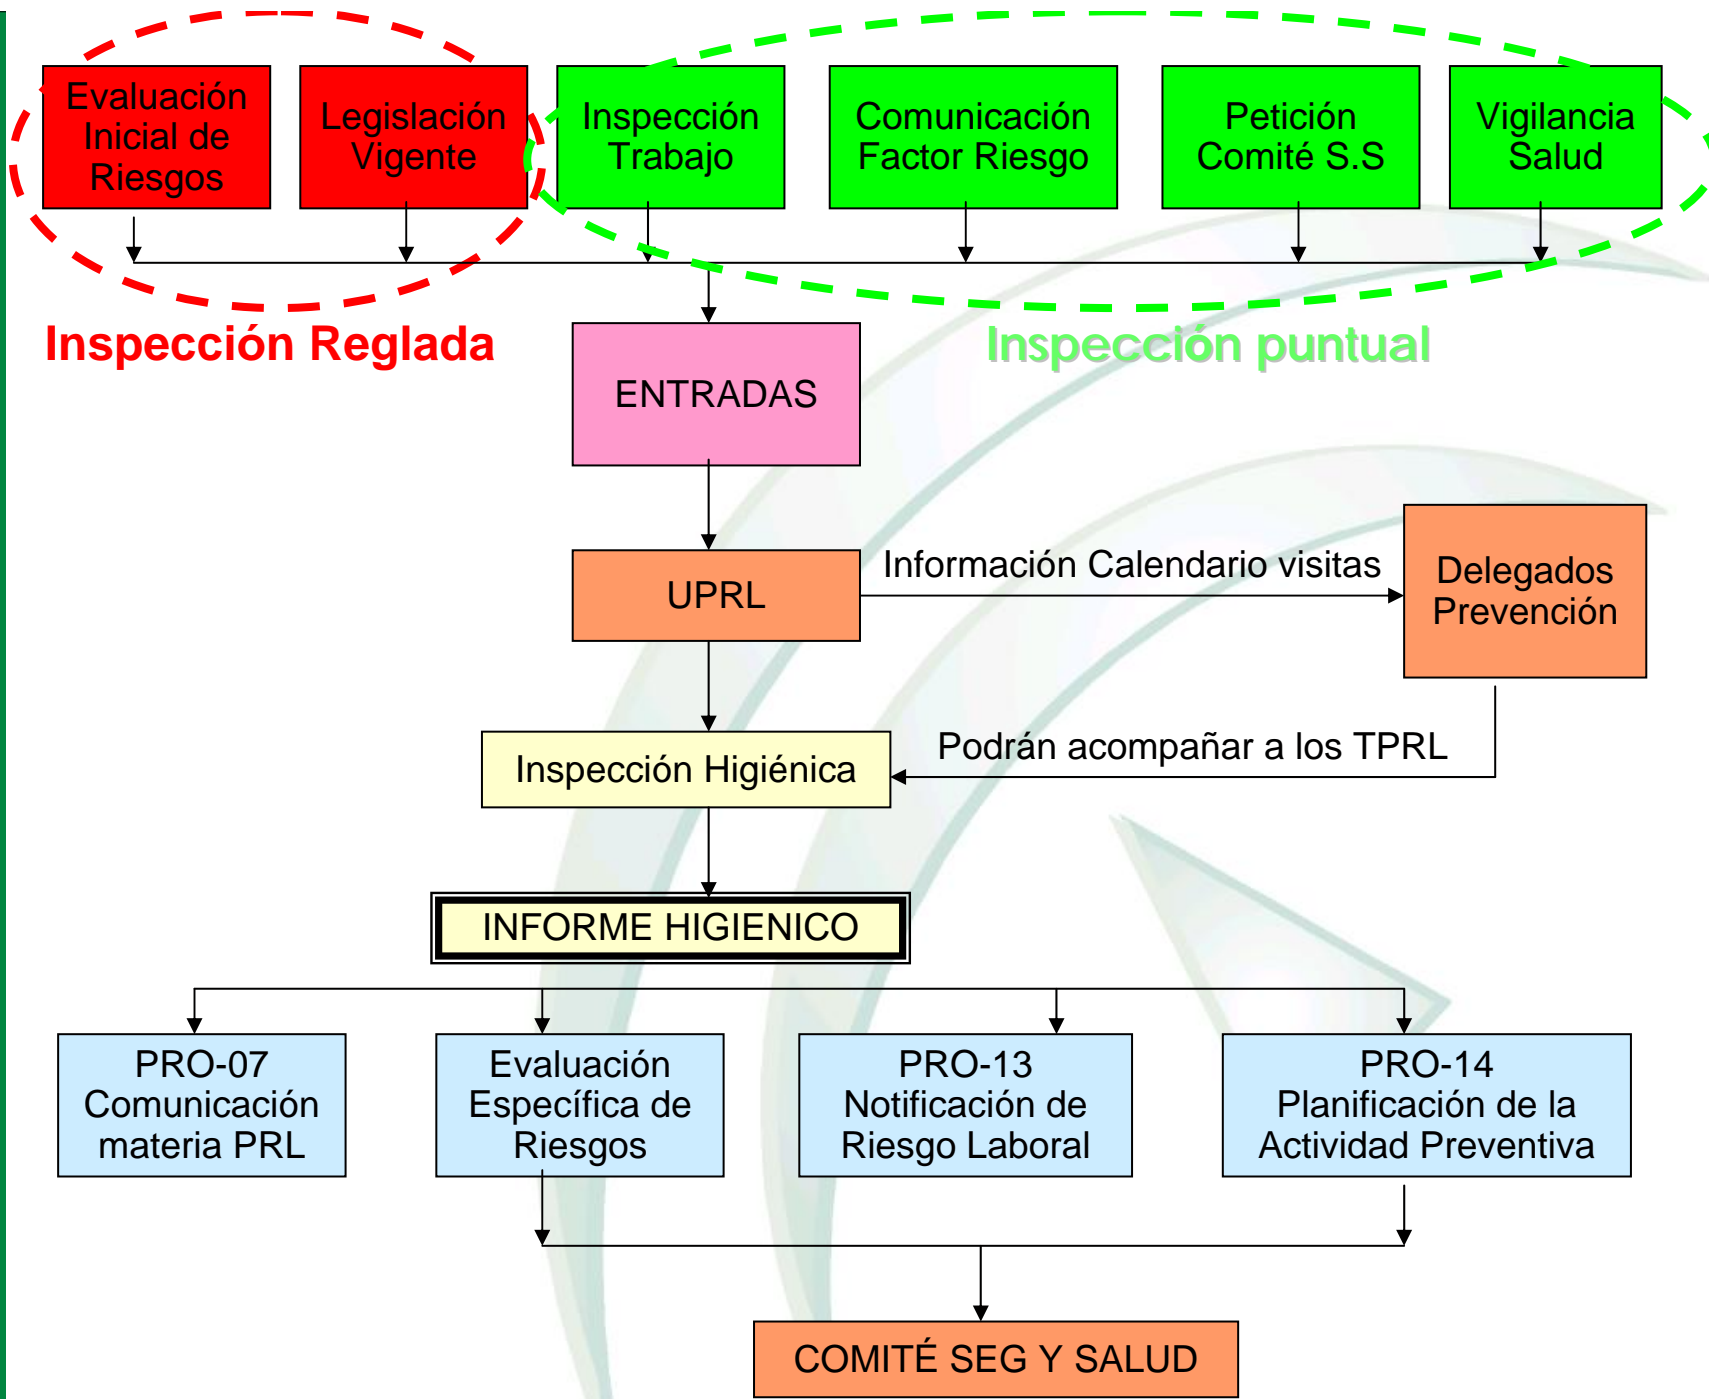 Evaluación
Inicial de
Riesgos
Legislación
Vigente
Inspección
Trabajo
Comunicación
Factor Riesgo
Petición
Comité S.S
Vigilancia
Salud
Inspección Reglada
Inspección puntual
ENTRADAS
UPRL
Información Calendario visitas
Delegados
Prevención
Inspección Higiénica
Podrán acompañar a los TPRL
INFORME HIGIENICO
PRO-07
Comunicación
materia PRL
Evaluación
Específica de
Riesgos
PRO-13
Notificación de
Riesgo Laboral
PRO-14
Planificación de la
Actividad Preventiva
COMITÉ SEG Y SALUD